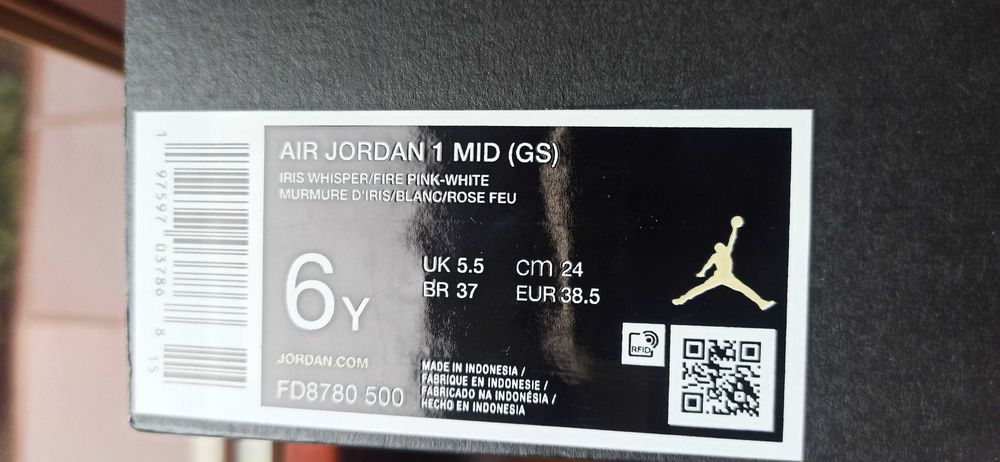 AIR JORDAN 1 MID (GS)
IRIS WHISPER/FIRE PINK-WHITE
MURMURE D'IRIS/BLANC/ROSE FEU
6Y
UK 5.5 cm 24
BR 37 EUR 38.5
JORDAN.COM
FD8780 500
MADE IN INDONESIA /
FABRIQUE EN INDONESIE /
FABRICADO NA INDONÉSIA /
HECHO EN INDONESIA
RFID
1 97597 03786 8 15